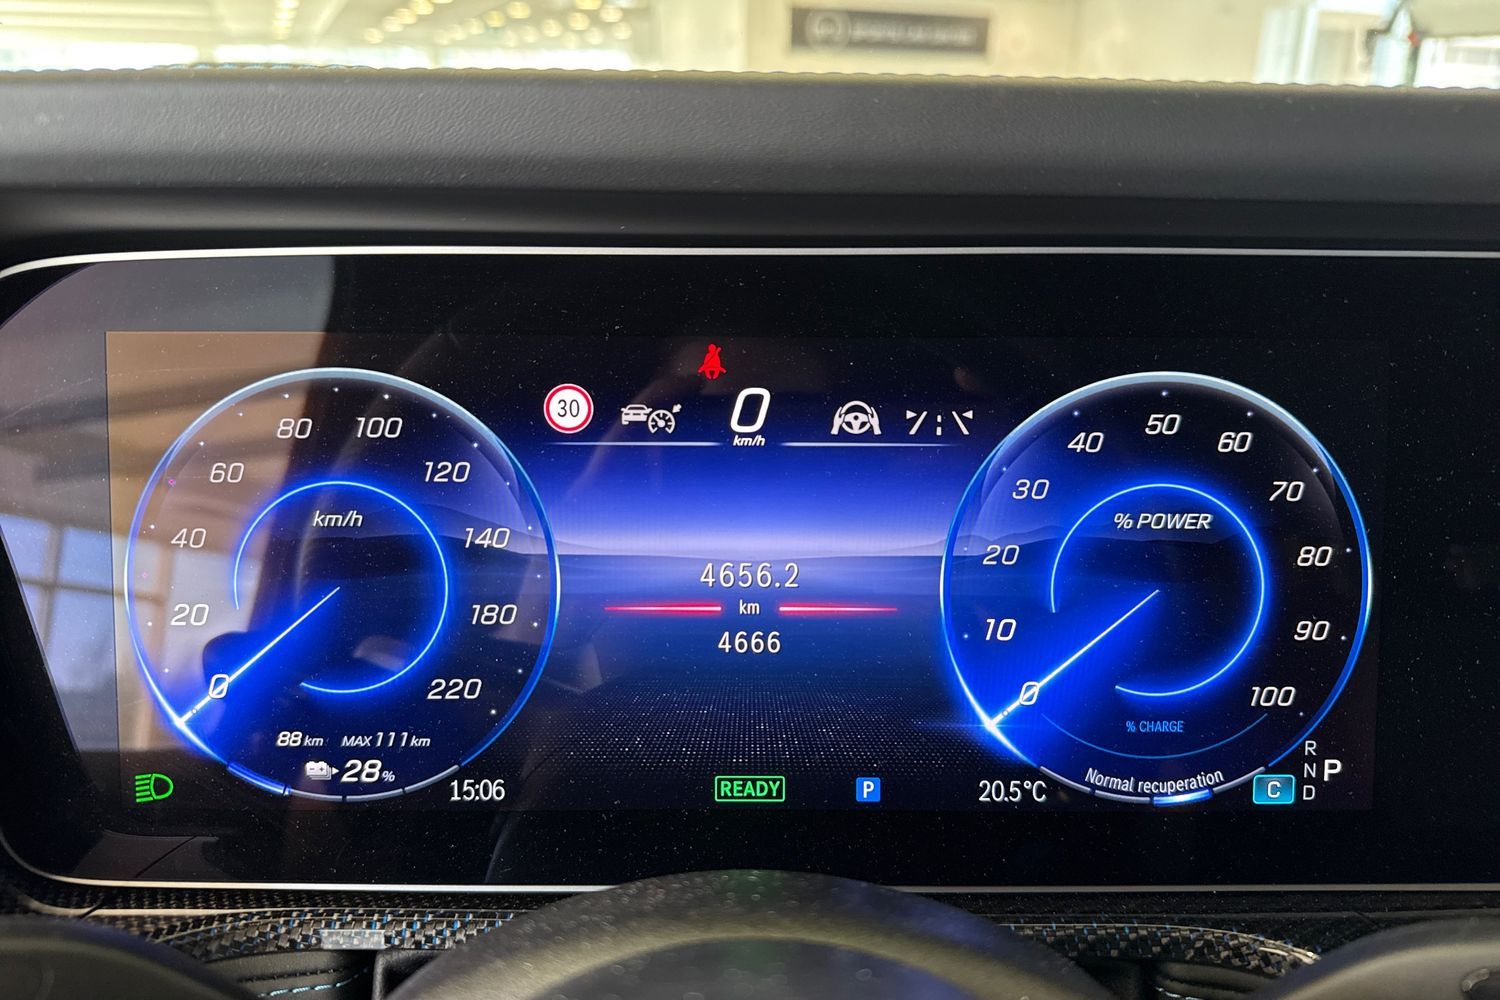 30
0
km/h
80 100
60 120
40 140
20 180
0 220
km/h
88 km MAX 111 km
28%
15:06
4656.2
km
4666
READY
P
20.5°C
50
40 60
30 70
20 80
10 90
0 100
% POWER
% CHARGE
Normal recuperation
C
R
N P
D